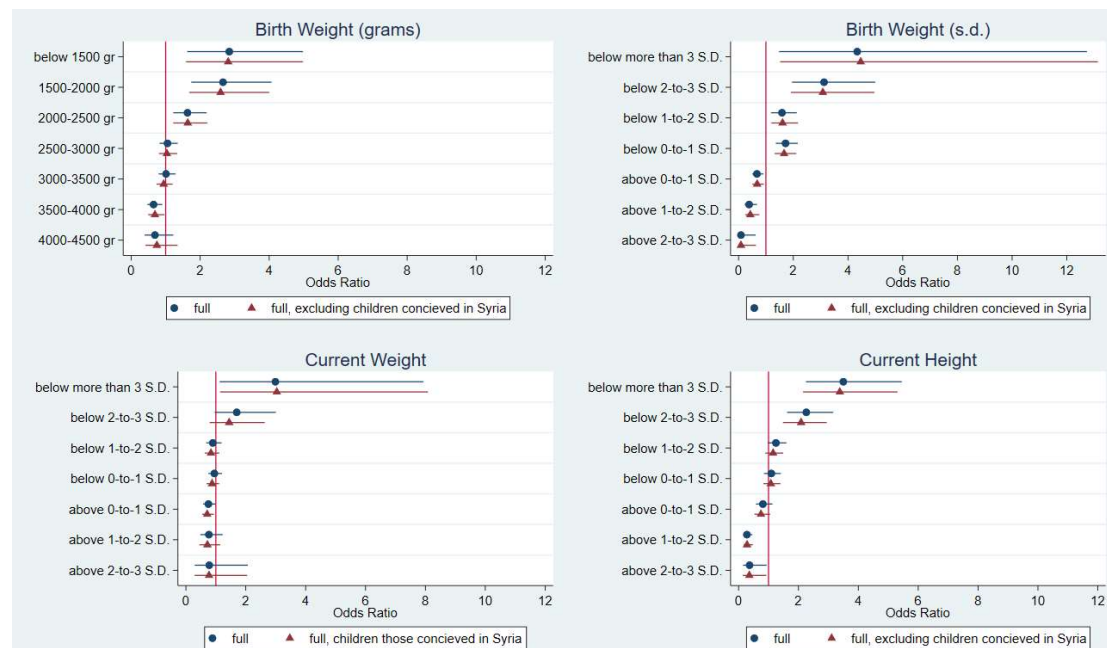 Birth Weight (grams)
below 1500 gr
1500-2000 gr
2000-2500 gr
2500-3000 gr
3000-3500 gr
3500-4000 gr
4000-4500 gr
0 2 4 6 8 10 12
Odds Ratio
full full, excluding children concieved in Syria
Birth Weight (s.d.)
below more than 3 S.D.
below 2-to-3 S.D.
below 1-to-2 S.D.
below 0-to-1 S.D.
above 0-to-1 S.D.
above 1-to-2 S.D.
above 2-to-3 S.D.
0 2 4 6 8 10 12
Odds Ratio
full full, excluding children concieved in Syria
Current Weight
below more than 3 S.D.
below 2-to-3 S.D.
below 1-to-2 S.D.
below 0-to-1 S.D.
above 0-to-1 S.D.
above 1-to-2 S.D.
above 2-to-3 S.D.
0 2 4 6 8 10 12
Odds Ratio
full full, children those concieved in Syria
Current Height
below more than 3 S.D.
below 2-to-3 S.D.
below 1-to-2 S.D.
below 0-to-1 S.D.
above 0-to-1 S.D.
above 1-to-2 S.D.
above 2-to-3 S.D.
0 2 4 6 8 10 12
Odds Ratio
full full, excluding children concieved in Syria